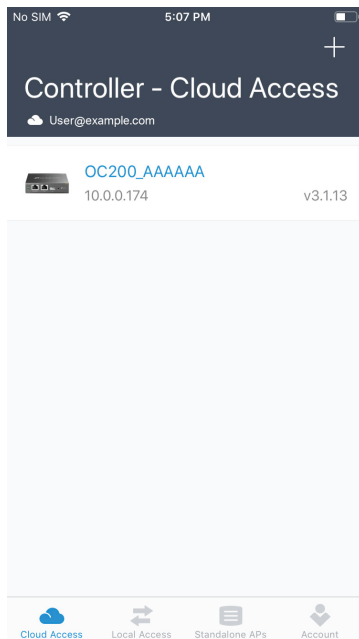 No SIM 5:07 PM
Controller - Cloud Access
User@example.com
OC200_AAAAAA
10.0.0.174 v3.1.13
Cloud Access Local Access Standalone APs Account